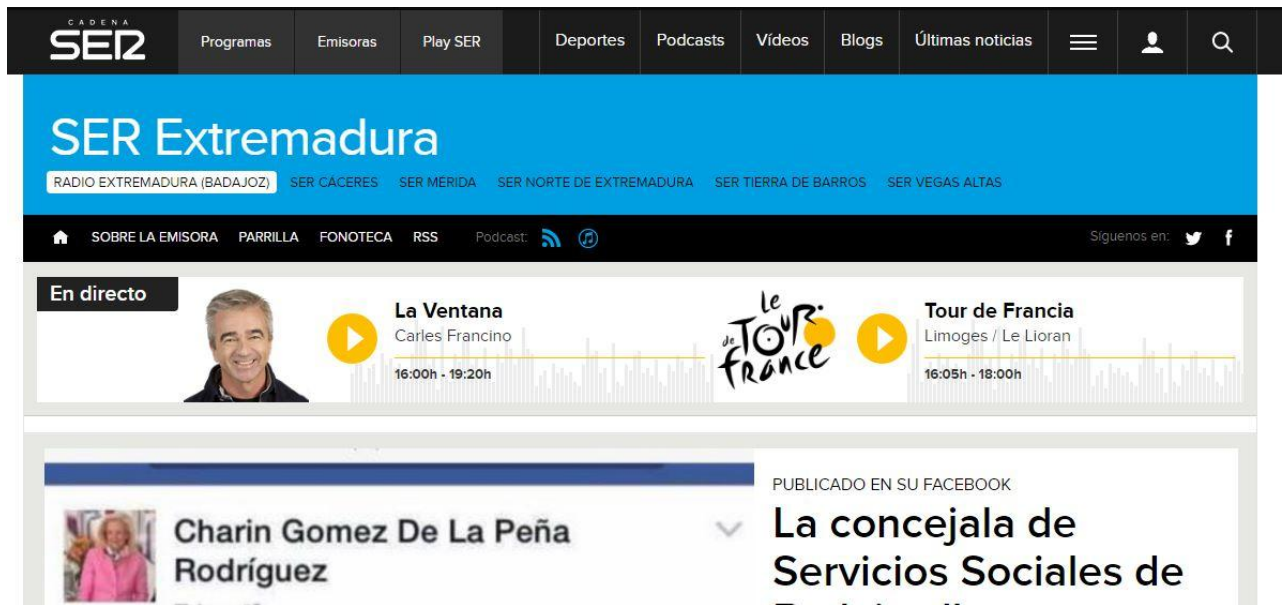 CADENA
SER
Programas
Emisoras
Play SER
Deportes
Podcasts
Vídeos
Blogs
Últimas noticias
SER Extremadura
RADIO EXTREMADURA (BADAJOZ) SER CÁCERES SER MÉRIDA SER NORTE DE EXTREMADURA SER TIERRA DE BARROS SER VEGAS ALTAS
SOBRE LA EMISORA PARRILLA FONOTECA RSS Podcast: Síguenos en:
En directo
La Ventana
Carles Francino
16:00h - 19:20h
le
TOUR
de
france
Tour de Francia
Limoges / Le Lioran
16:05h - 18:00h
Charin Gomez De La Peña
Rodríguez
PUBLICADO EN SU FACEBOOK
La concejala de
Servicios Sociales de